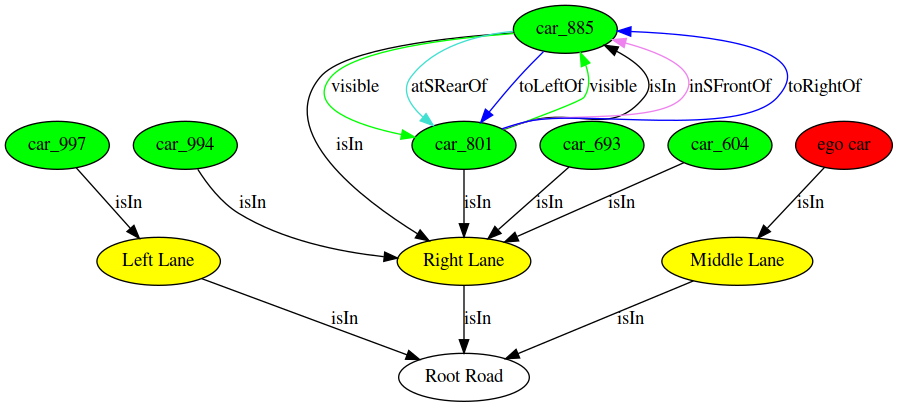 car_885
visible atSRearOf toLeftOf visible isIn inSFrontOf toRightOf
car_997 car_994 isIn car_801 car_693 car_604 ego car
isIn isIn isIn isIn isIn isIn
Left Lane Right Lane Middle Lane
isIn isIn isIn
Root Road